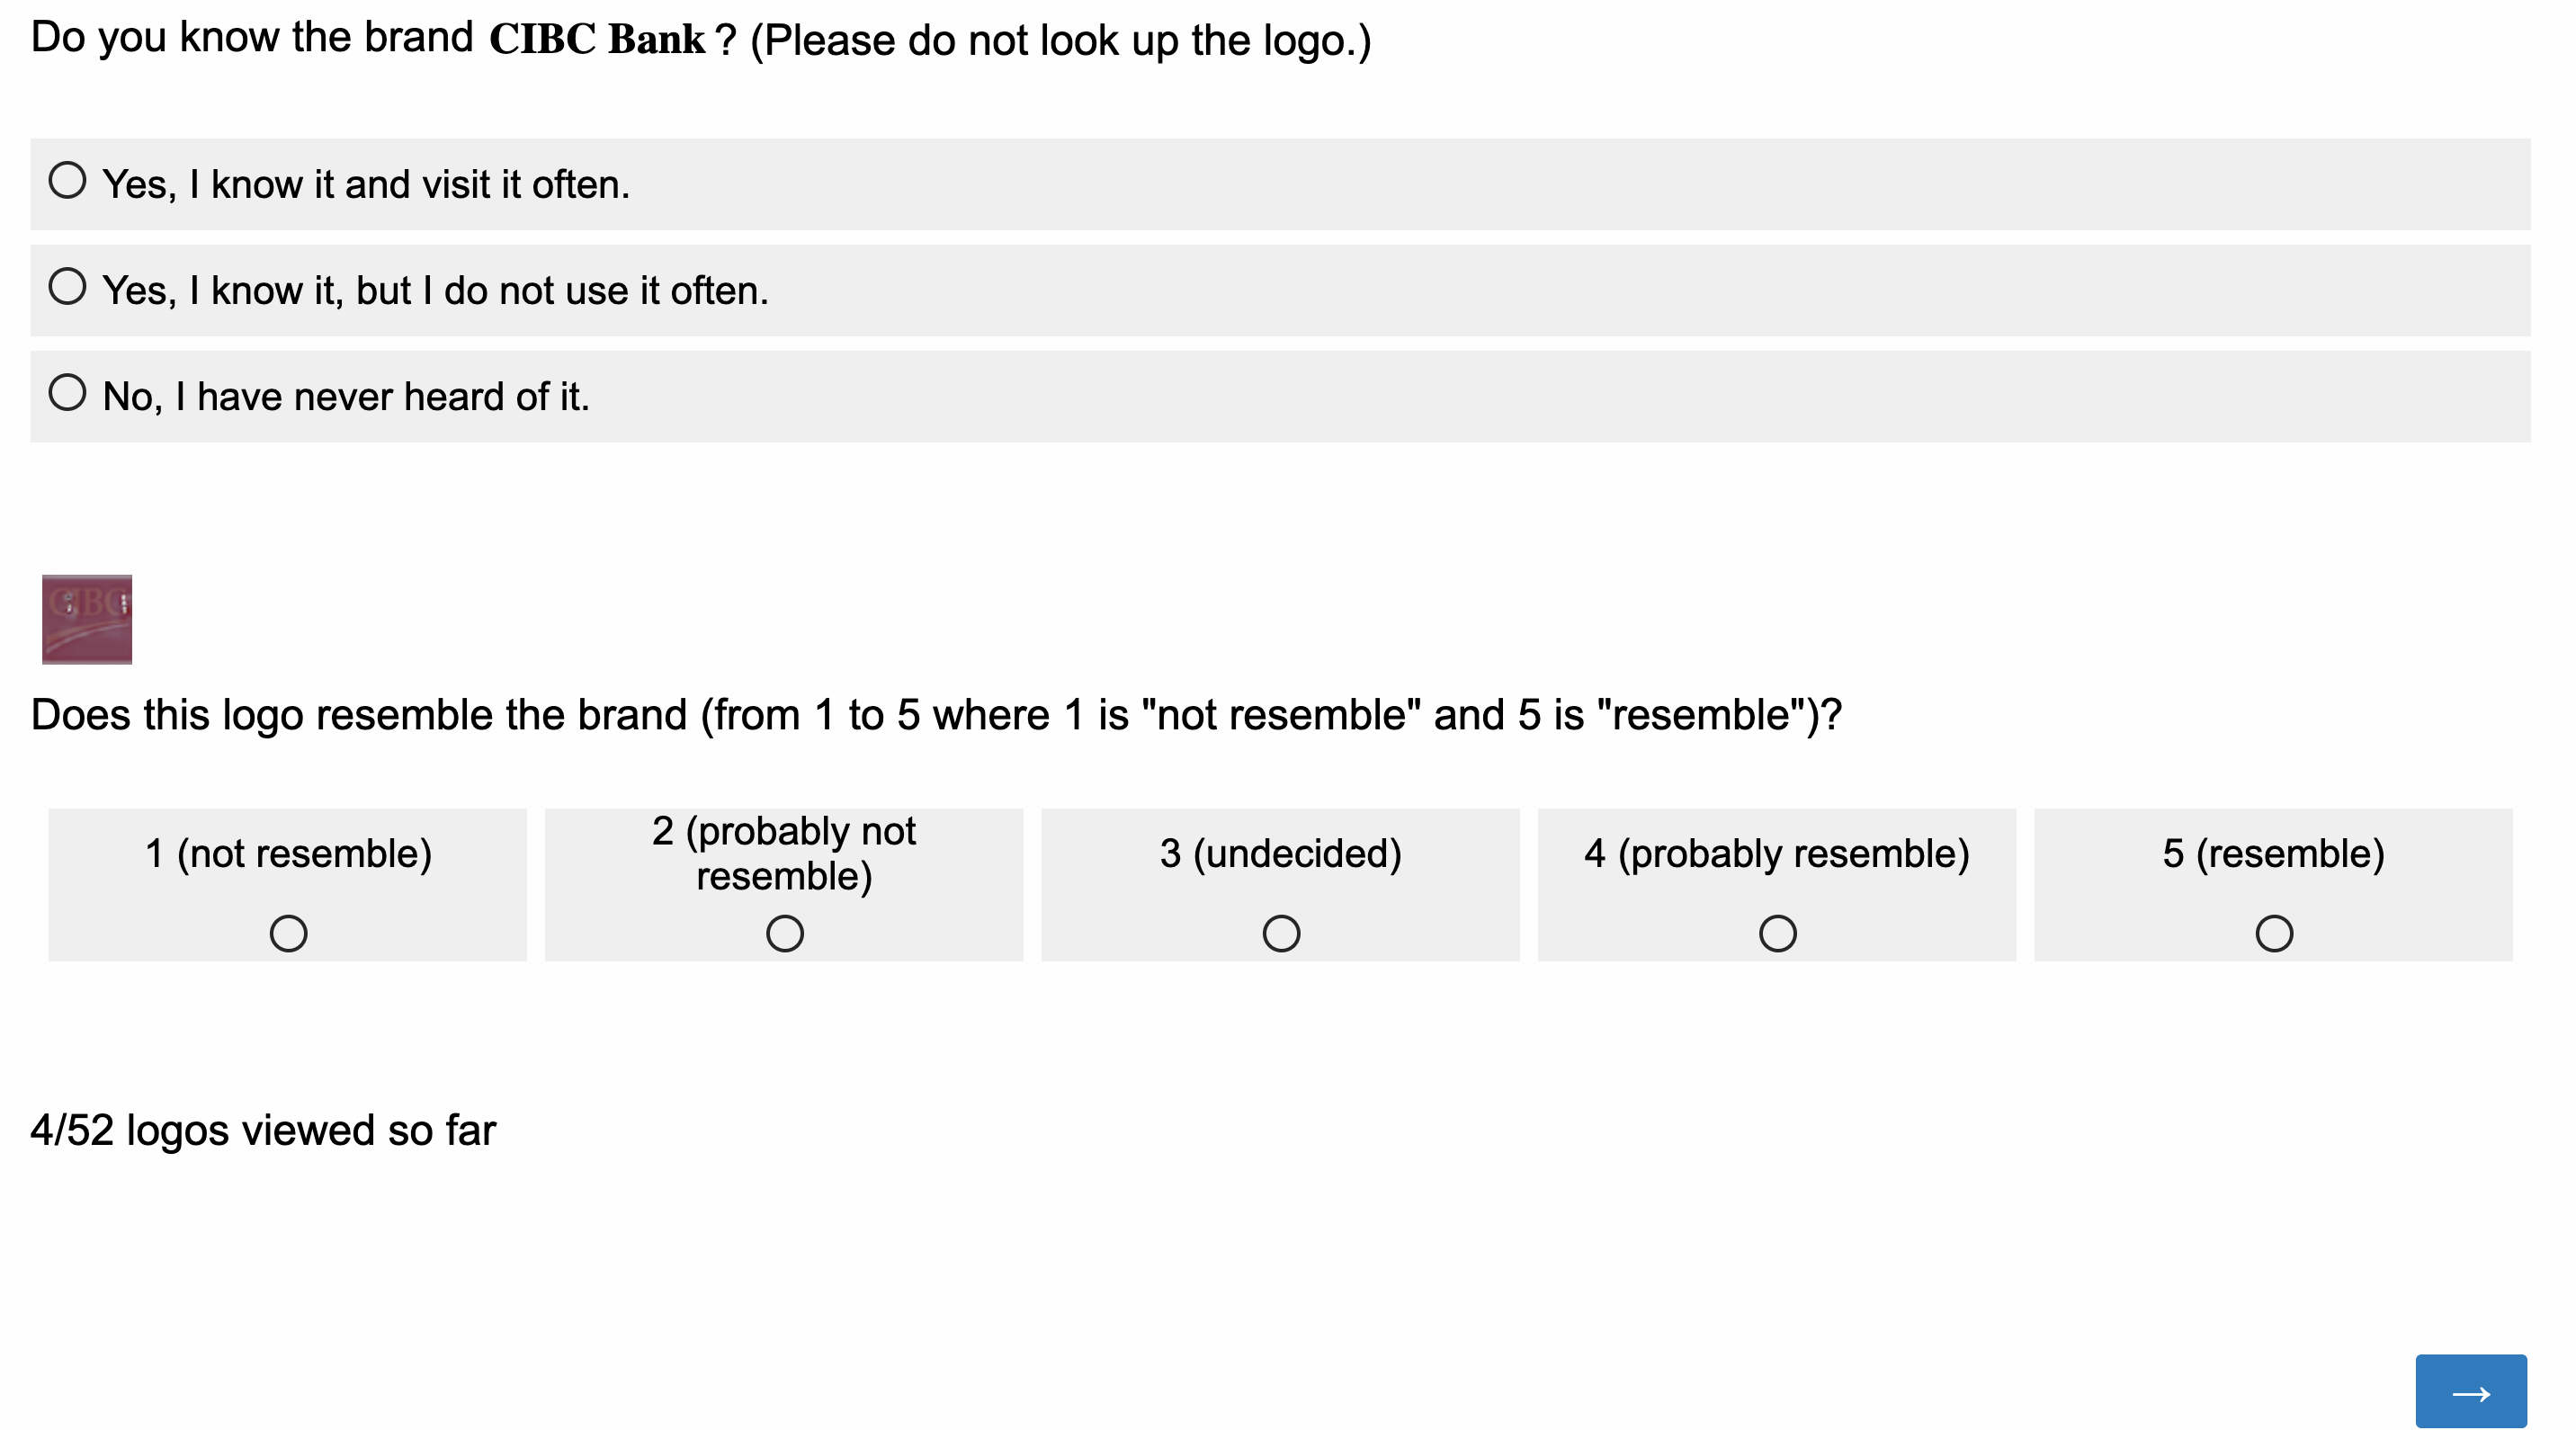 Do you know the brand CIBC Bank ? (Please do not look up the logo.)
Yes, I know it and visit it often.
Yes, I know it, but I do not use it often.
No, I have never heard of it.
CIBC
Does this logo resemble the brand (from 1 to 5 where 1 is "not resemble" and 5 is "resemble")?
1 (not resemble)
2 (probably not
resemble)
3 (undecided)
4 (probably resemble)
5 (resemble)
4/52 logos viewed so far